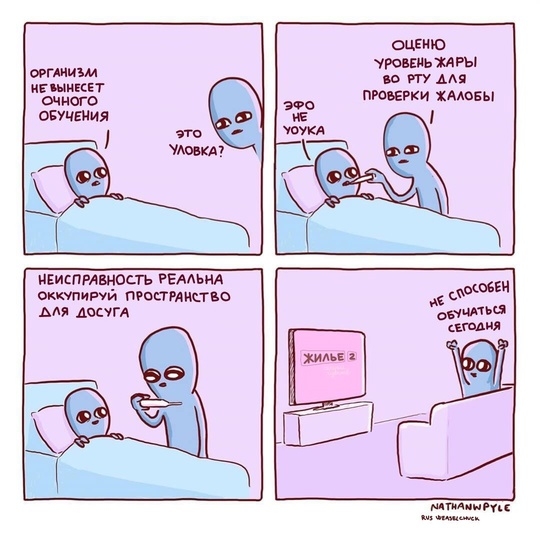 ОРГАНИЗМ
НЕ ВЫНЕСЕТ
ОЧНОГО
ОБУЧЕНИЯ
ЭТО
УЛОВКА?
ОЦЕНЮ
УРОВЕНЬ ЖАРЫ
ВО РТУ ДЛЯ
ПРОВЕРКИ ЖАЛОБЫ
ЭФО
НЕ
УОУКА
НЕИСПРАВНОСТЬ РЕАЛЬНА
ОККУПИРУЙ ПРОСТРАНСТВО
ДЛЯ ДОСУГА
НЕ СПОСОБЕН
ОБУЧАТЬСЯ
СЕГОДНЯ
ЖИЛЬЕ 2
NATHANWPYLE
RUS WEASELCHUCK